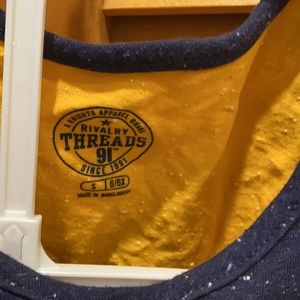 KNIGHTS APPAREL BRAND
RIVALRY
THREADS
91
SINCE 1991
S 6/6X
MADE IN BANGLADESH